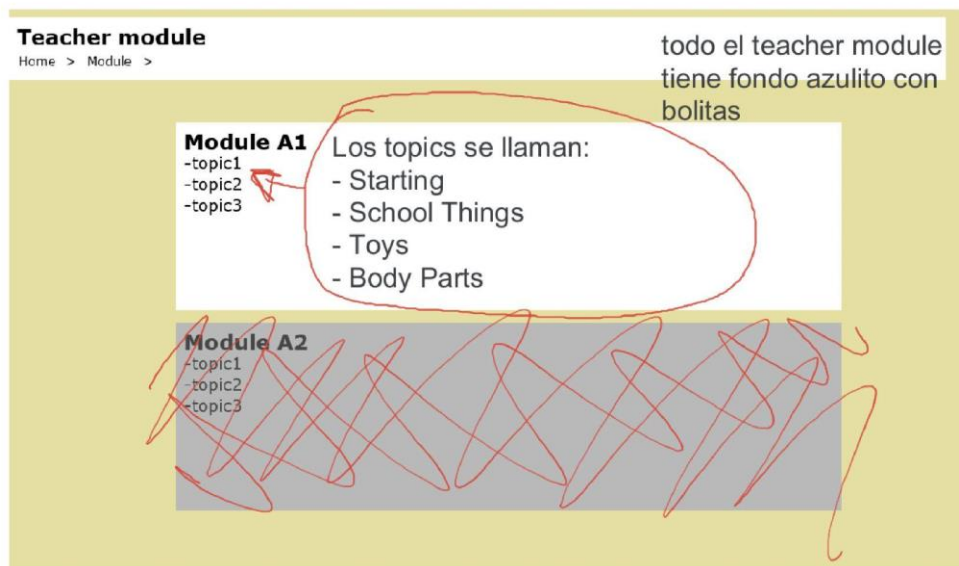 Teacher module
Home > Module >
todo el teacher module
tiene fondo azulito con
bolitas
Module A1
-topic1
-topic2
-topic3
Los topics se llaman:
- Starting
- School Things
- Toys
- Body Parts
Module A2
-topic1
-topic2
-topic3